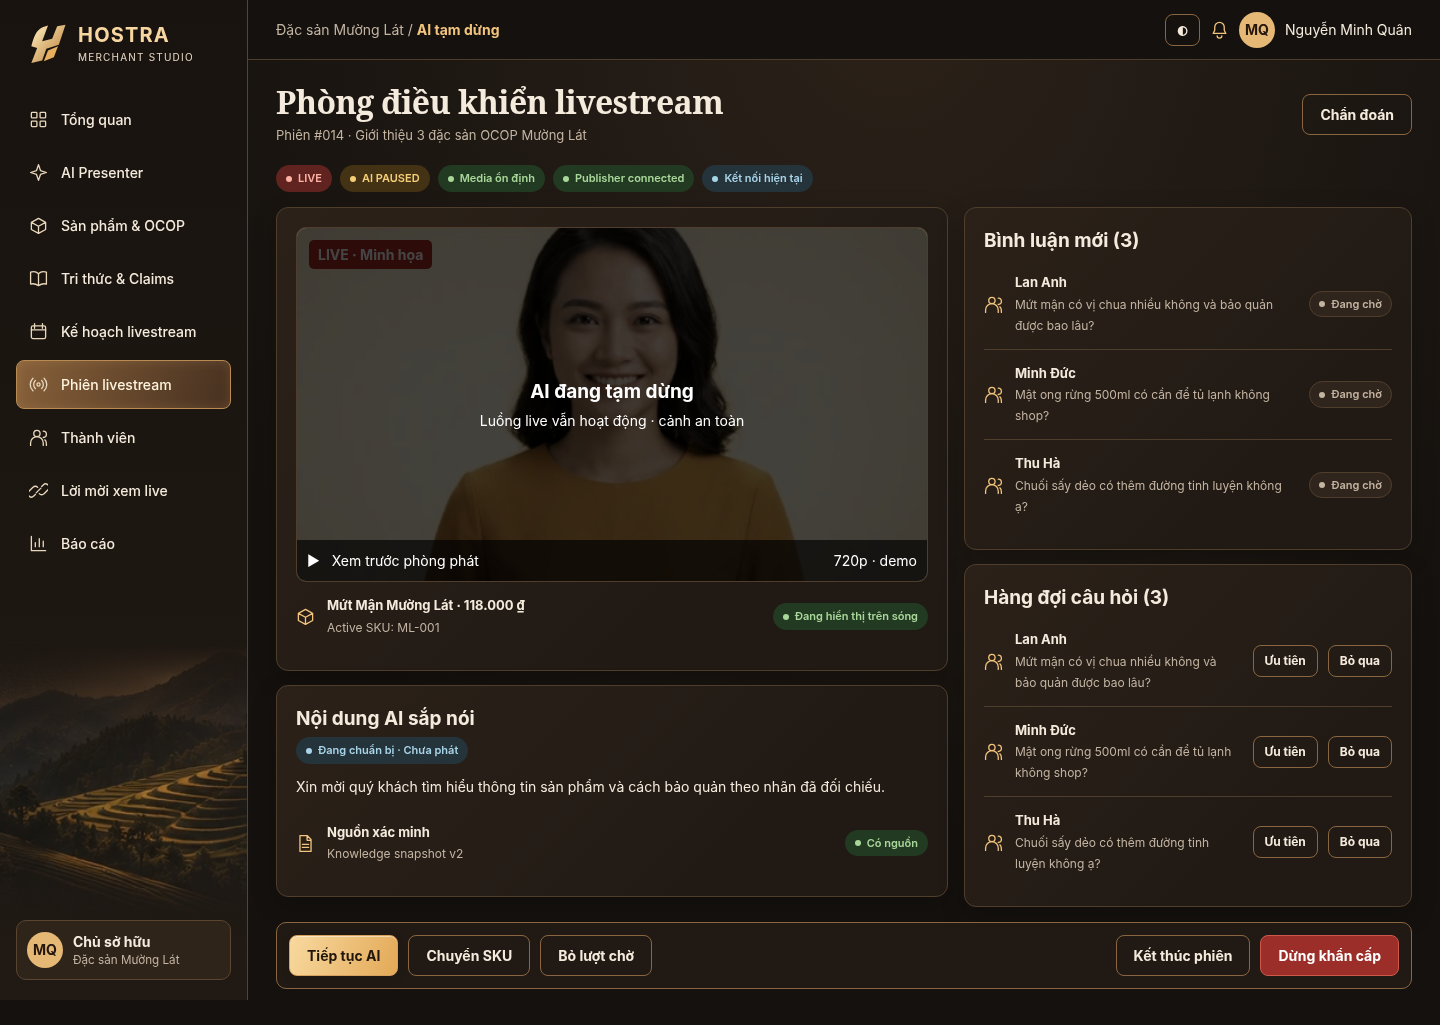 HOSTRA
MERCHANT STUDIO
Tổng quan
AI Presenter
Sản phẩm & OCOP
Tri thức & Claims
Kế hoạch livestream
Phiên livestream
Thành viên
Lời mời xem live
Báo cáo
MQ
Chủ sở hữu
Đặc sản Mường Lát
Đặc sản Mường Lát / AI tạm dừng
MQ
Nguyễn Minh Quân
Phòng điều khiển livestream
Phiên #014 · Giới thiệu 3 đặc sản OCOP Mường Lát
Chẩn đoán
LIVE
AI PAUSED
Media ổn định
Publisher connected
Kết nối hiện tại
LIVE · Minh họa
AI đang tạm dừng
Luồng live vẫn hoạt động · cảnh an toàn
Xem trước phòng phát
720p · demo
Mứt Mận Mường Lát · 118.000 ₫
Active SKU: ML-001
Đang hiển thị trên sóng
Nội dung AI sắp nói
Đang chuẩn bị · Chưa phát
Xin mời quý khách tìm hiểu thông tin sản phẩm và cách bảo quản theo nhãn đã đối chiếu.
Nguồn xác minh
Knowledge snapshot v2
Có nguồn
Bình luận mới (3)
Lan Anh
Mứt mận có vị chua nhiều không và bảo quản
được bao lâu?
Đang chờ
Minh Đức
Mật ong rừng 500ml có cần để tủ lạnh không
shop?
Đang chờ
Thu Hà
Chuối sấy dẻo có thêm đường tinh luyện không
ạ?
Đang chờ
Hàng đợi câu hỏi (3)
Lan Anh
Mứt mận có vị chua nhiều không và
bảo quản được bao lâu?
Ưu tiên
Bỏ qua
Minh Đức
Mật ong rừng 500ml có cần để tủ lạnh
không shop?
Ưu tiên
Bỏ qua
Thu Hà
Chuối sấy dẻo có thêm đường tinh
luyện không ạ?
Ưu tiên
Bỏ qua
Tiếp tục AI
Chuyển SKU
Bỏ lượt chờ
Kết thúc phiên
Dừng khẩn cấp